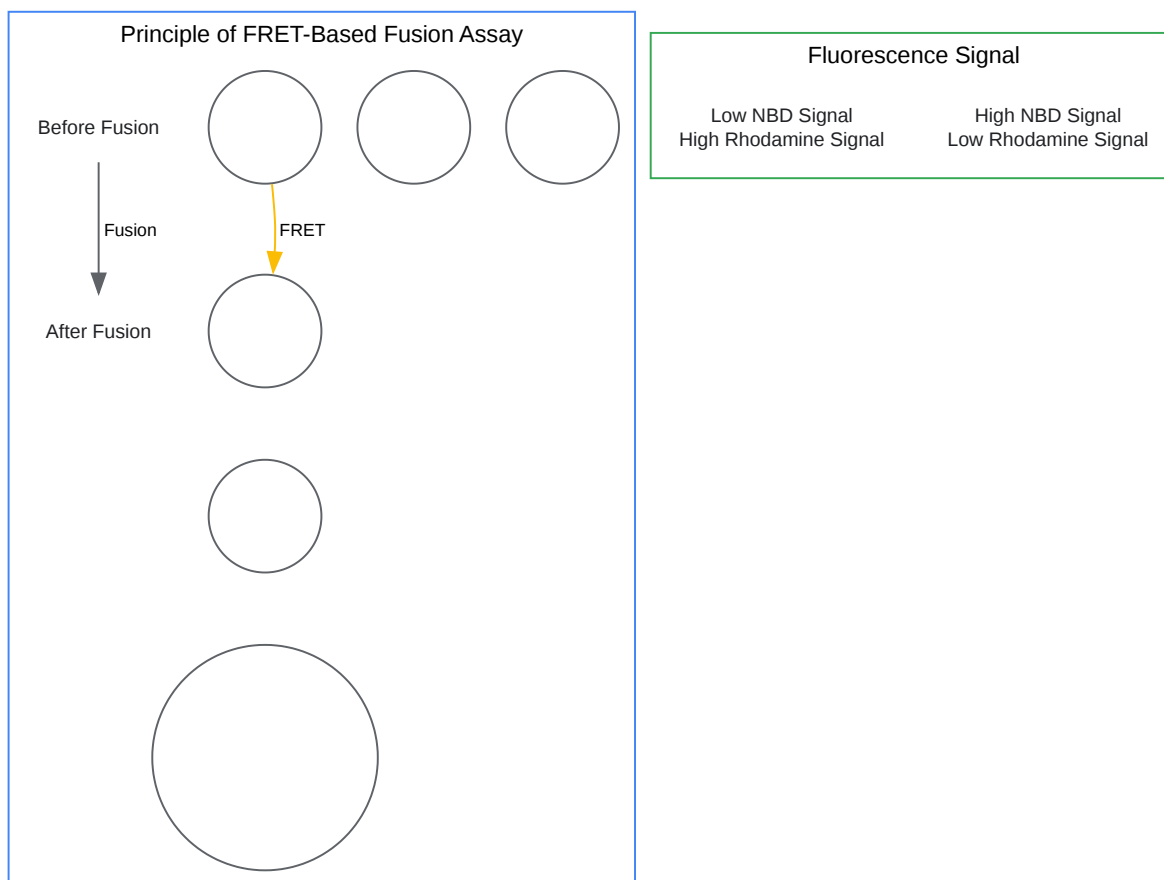 Principle of FRET-Based Fusion Assay
Before Fusion
Fusion
FRET
After Fusion
Fluorescence Signal
Low NBD Signal
High Rhodamine Signal
High NBD Signal
Low Rhodamine Signal